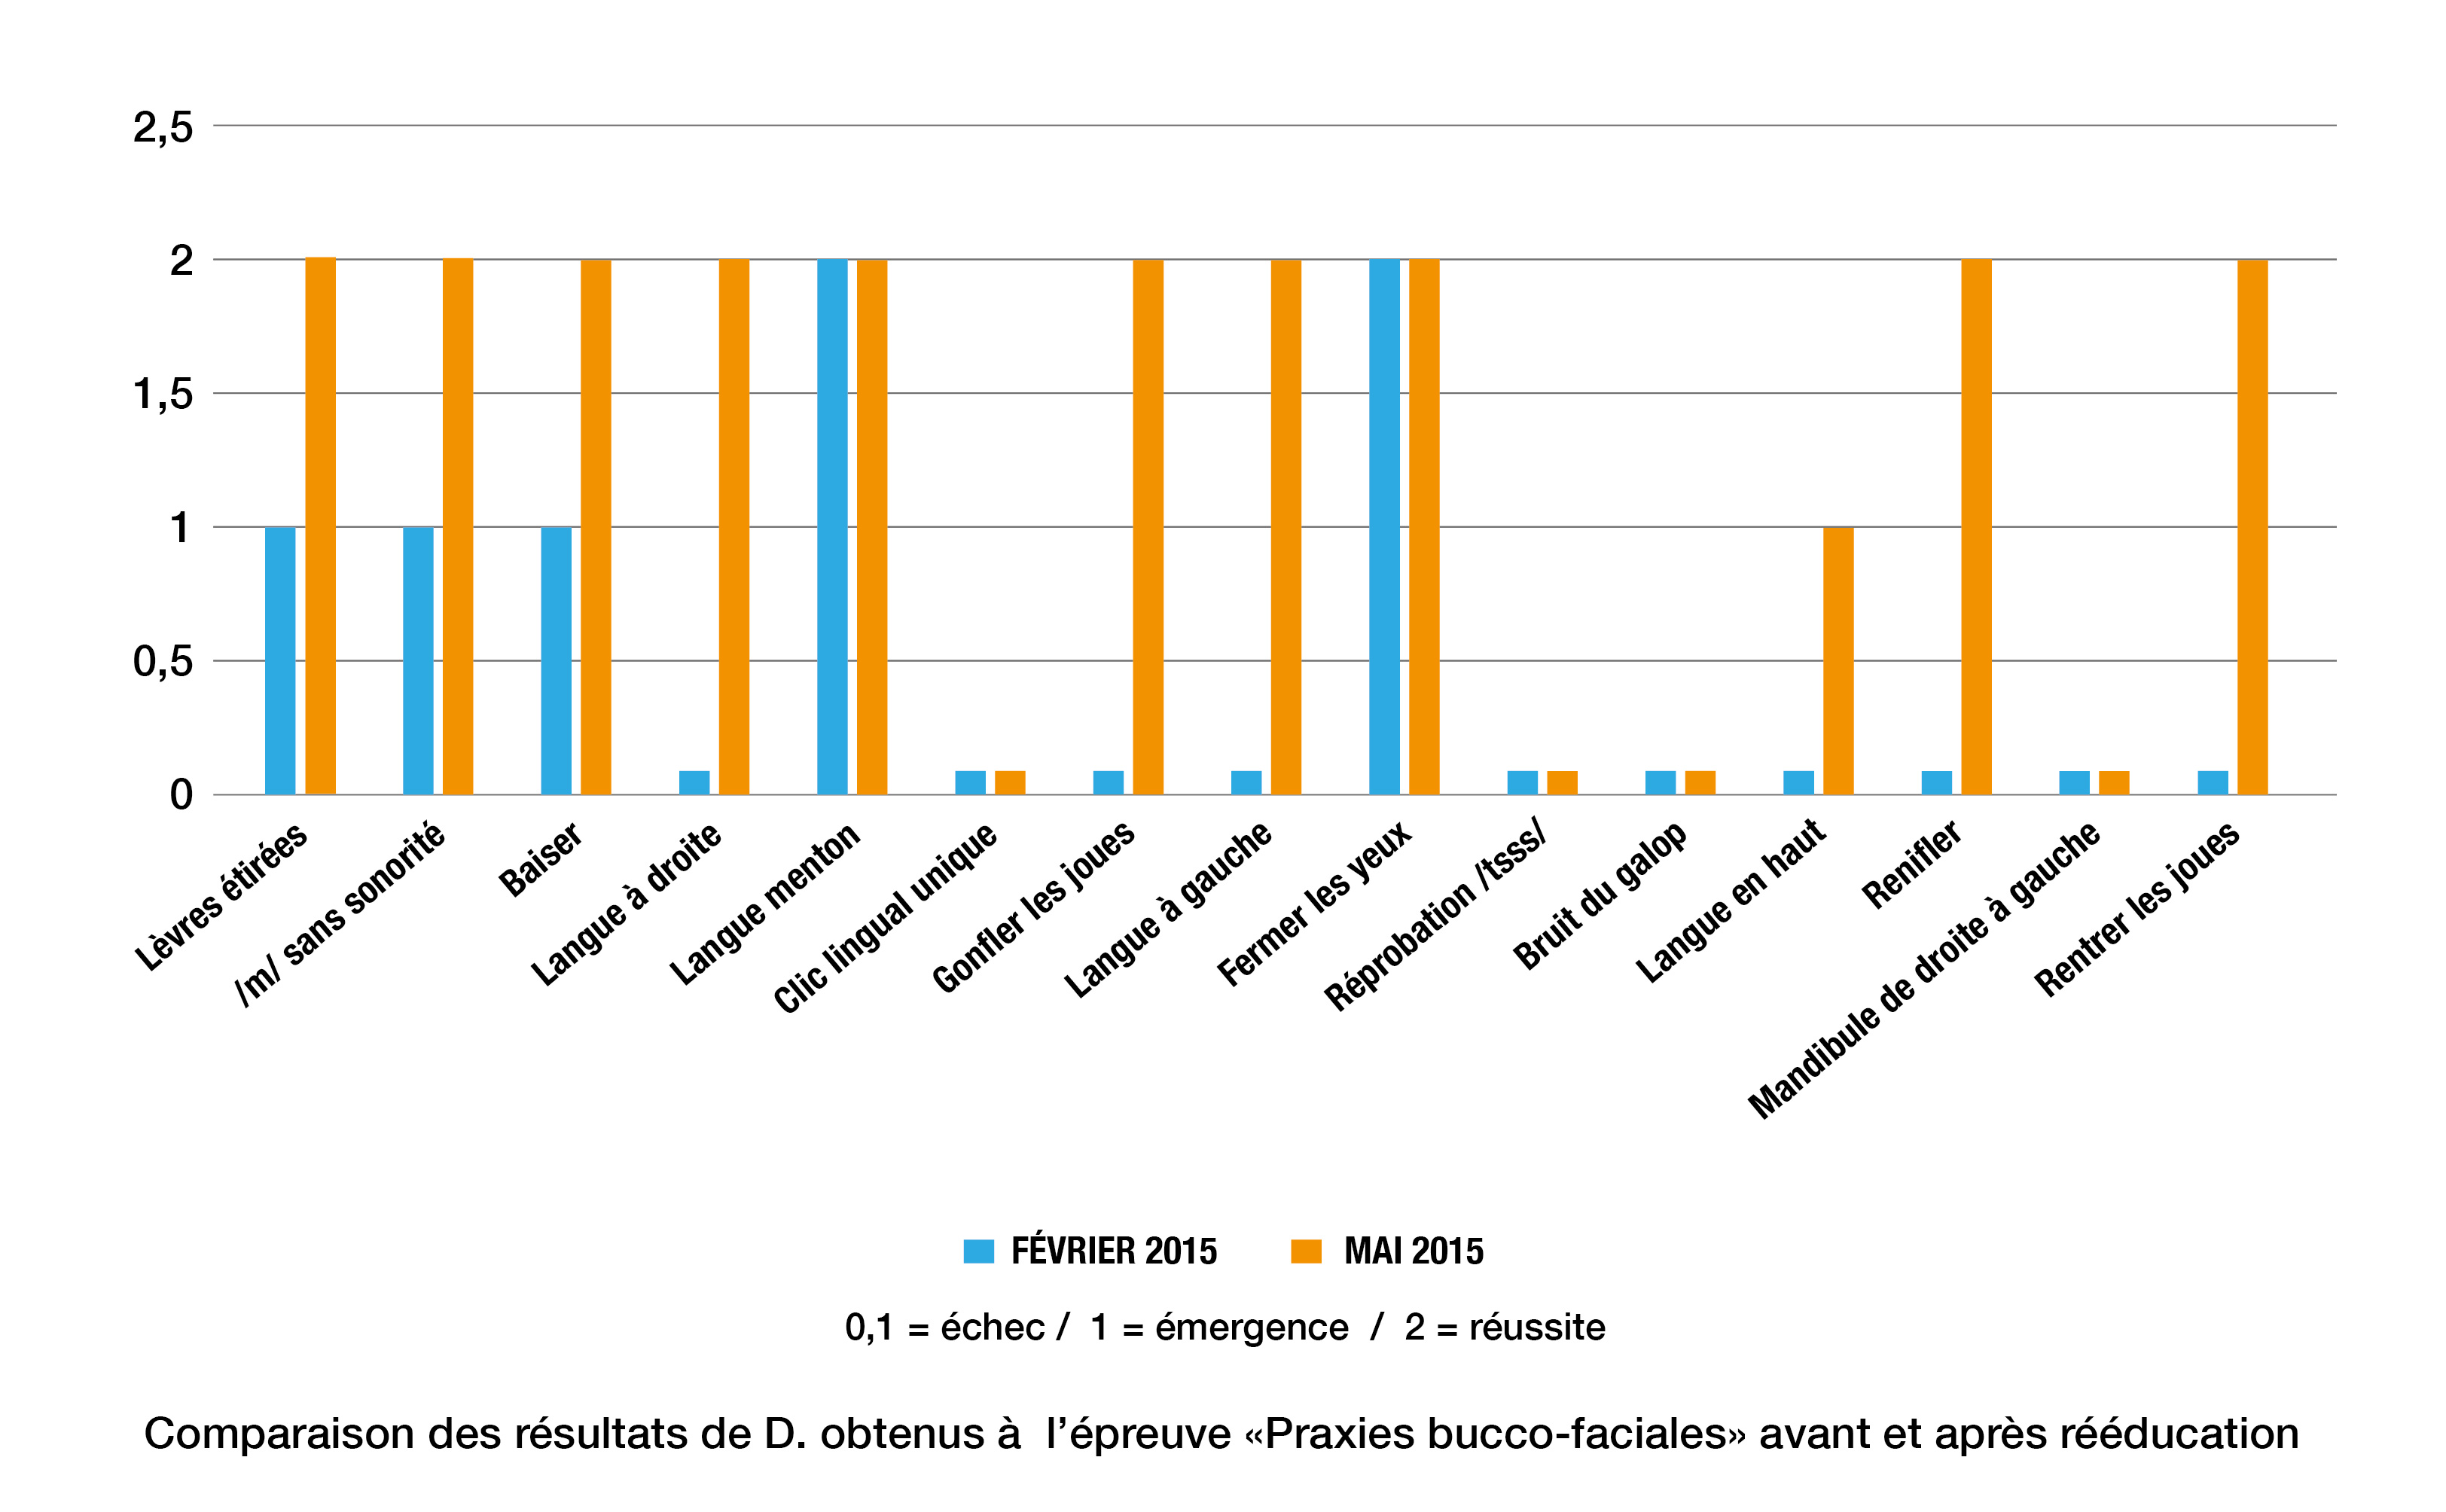 2,5
2
1,5
1
0,5
0
Lèvres étirées
/m/ sans sonorité
Baiser
Langue à droite
Langue menton
Clic lingual unique
Gonfler les joues
Langue à gauche
Fermer les yeux
Réprobation /tsss/
Bruit du galop
Langue en haut
Renifler
Mandibule de droite à gauche
Rentrer les joues
FÉVRIER 2015 MAI 2015
0,1 = échec / 1 = émergence / 2 = réussite
Comparaison des résultats de D. obtenus à l’épreuve «Praxies bucco-faciales» avant et après rééducation